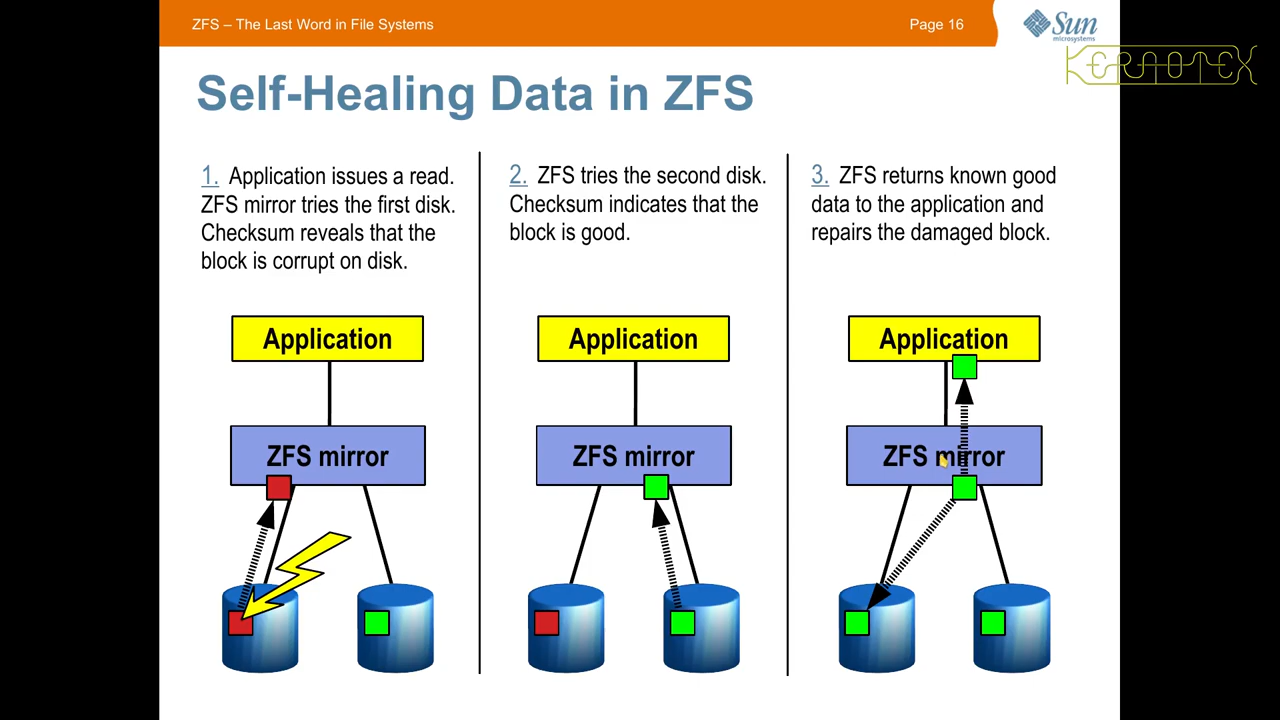 ZFS – The Last Word in File Systems
Page 16
Sun
microsystems
KERNOTEX
Self-Healing Data in ZFS
1. Application issues a read.
ZFS mirror tries the first disk.
Checksum reveals that the
block is corrupt on disk.
2. ZFS tries the second disk.
Checksum indicates that the
block is good.
3. ZFS returns known good
data to the application and
repairs the damaged block.
Application
Application
Application
ZFS mirror
ZFS mirror
ZFS mirror